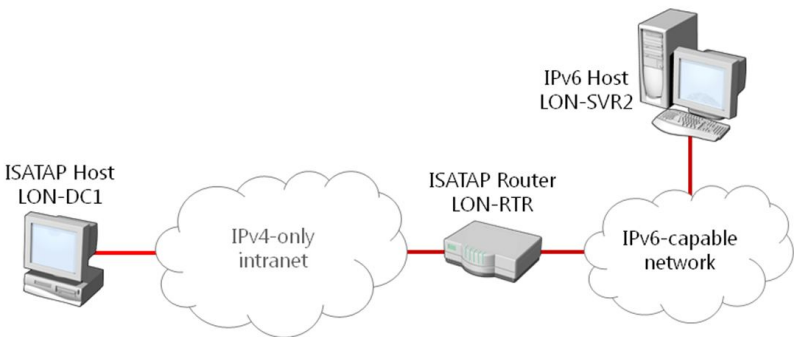 ISATAP Host
LON-DC1
IPv4-only
intranet
ISATAP Router
LON-RTR
IPv6 Host
LON-SVR2
IPv6-capable
network